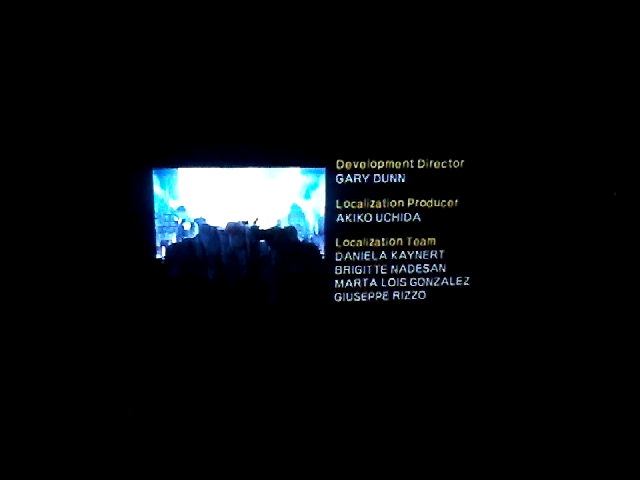 Development Director
GARY DUNN
Localization Producer
AKIKO UCHIDA
Localization Team
DANIELA KAYNERT
BRIGITTE NADESAN
MARTA LOIS GONZALEZ
GIUSEPPE RIZZO